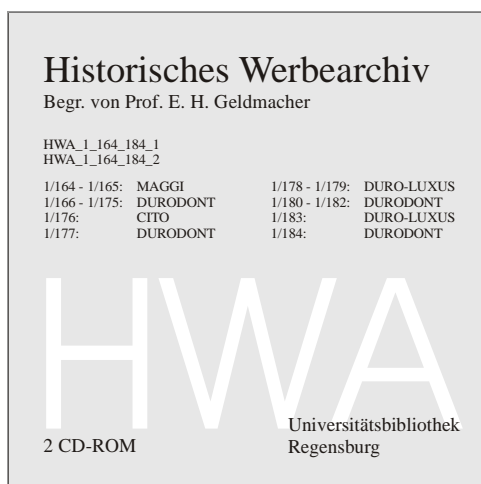 Historisches Werbearchiv
Begr. von Prof. E. H. Geldmacher
HWA_1_164_184_1
HWA_1_164_184_2
1/164 - 1/165: MAGGI
1/166 - 1/175: DURODONT
1/176: CITO
1/177: DURODONT
1/178 - 1/179: DURO-LUXUS
1/180 - 1/182: DURODONT
1/183: DURO-LUXUS
1/184: DURODONT
HWA
2 CD-ROM
Universitätsbibliothek
Regensburg